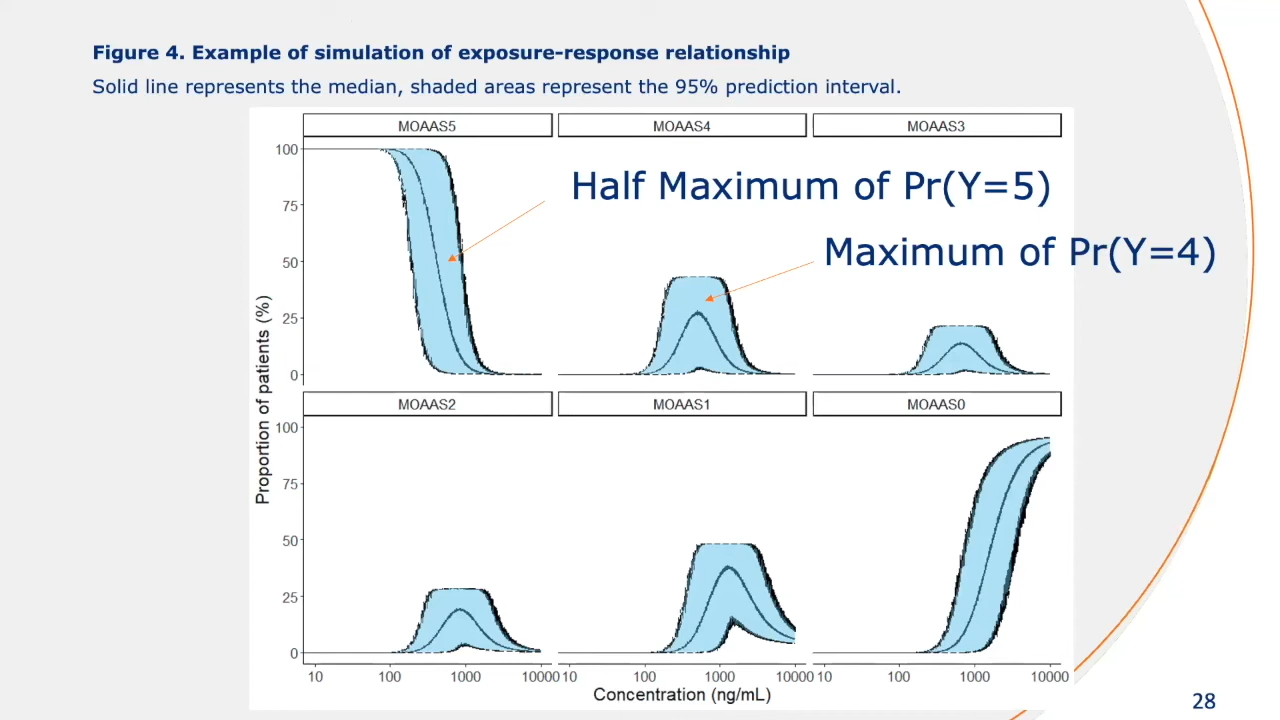 Figure 4. Example of simulation of exposure-response relationship
Solid line represents the median, shaded areas represent the 95% prediction interval.
MOAAS5
MOAAS4
MOAAS3
Half Maximum of Pr(Y=5)
Maximum of Pr(Y=4)
100
75
50
25
0
Proportion of patients (%)
MOAAS2
MOAAS1
MOAAS0
100
75
50
25
0
10 100 1000 10000 10 100 1000 10000 10 100 1000 10000
Concentration (ng/mL)
28